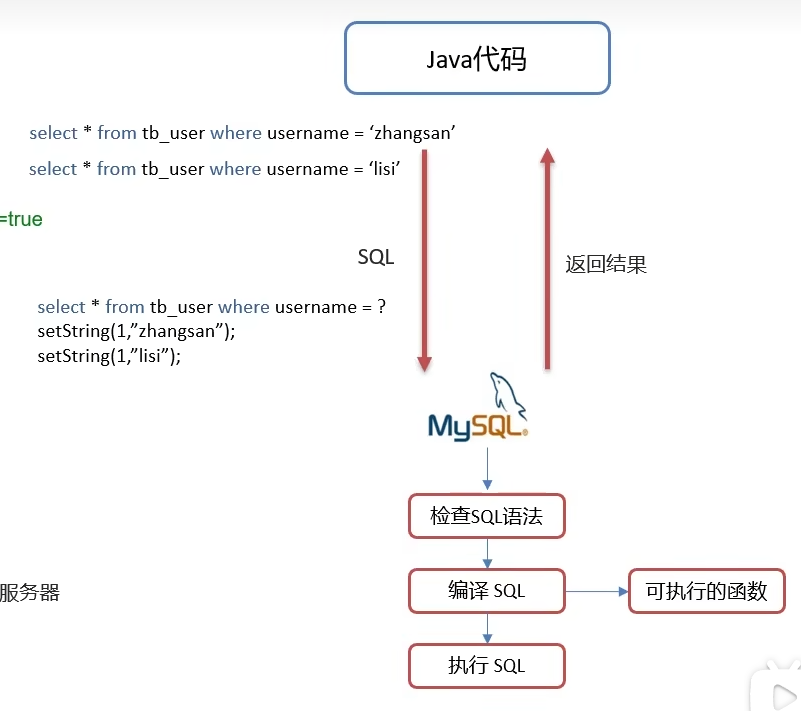 Java代码
select * from tb_user where username = ‘zhangsan’
select * from tb_user where username = ‘lisi’
=true
SQL
返回结果
select * from tb_user where username = ?
setString(1,”zhangsan”);
setString(1,”lisi”);
MySQL®
检查SQL语法
服务器
编译 SQL
可执行的函数
执行 SQL